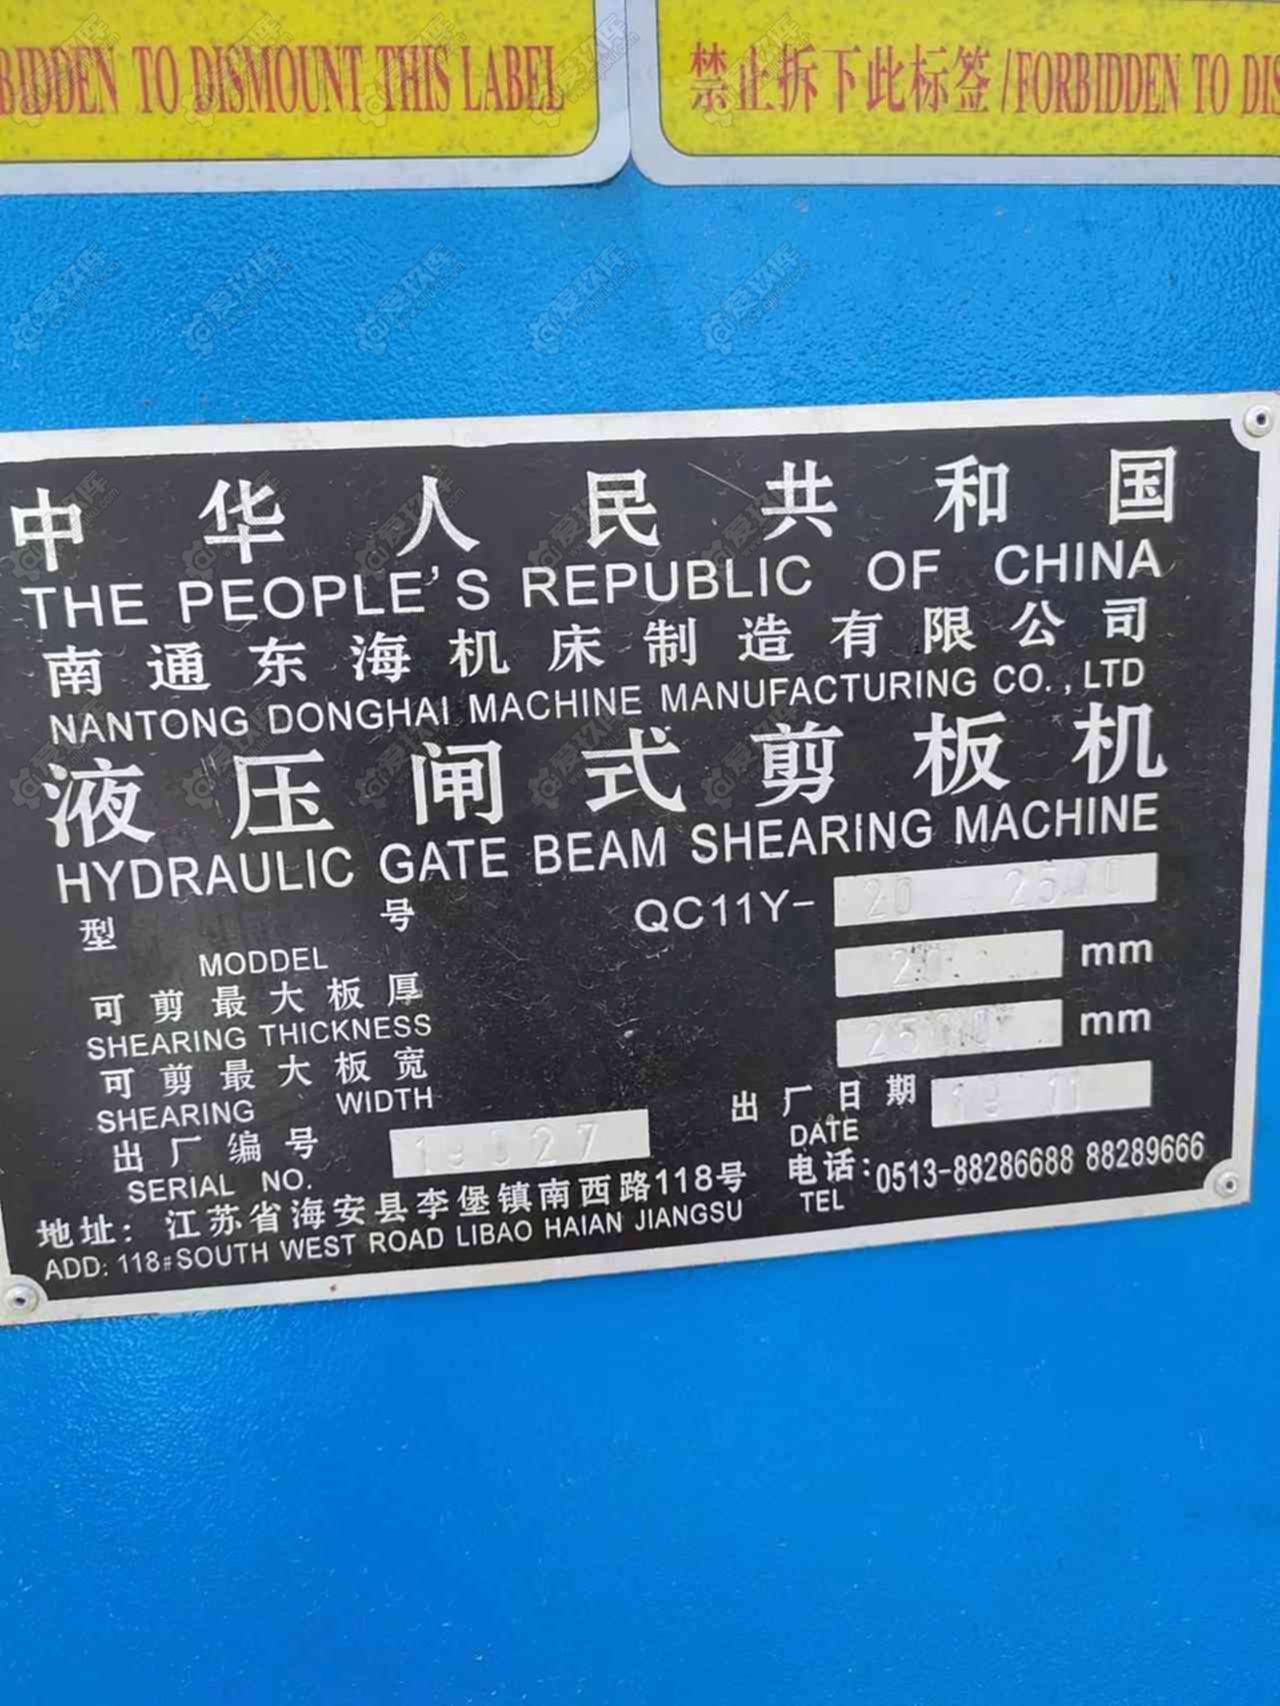 BIDDEN TO DISMOUNT THIS LABEL
禁止拆下此标签/FORBIDDEN TO DIS
中华人民共和国
THE PEOPLE'S REPUBLIC OF CHINA
南通东海机床制造有限公司
NANTONG DONGHAI MACHINE MANUFACTURING CO.,LTD
液压闸式剪板机
HYDRAULIC GATE BEAM SHEARING MACHINE
型号 QC11Y- 20 2500
MODDEL
可剪最大板厚 20 mm
SHEARING THICKNESS
可剪最大板宽 2500 mm
SHEARING WIDTH
出厂编号 出厂日期 19 11
SERIAL NO. DATE
地址：江苏省海安县李堡镇南西路118号 电话：0513-88286688 88289666
ADD: 118#SOUTH WEST ROAD LIBAO HAIAN JIANGSU TEL